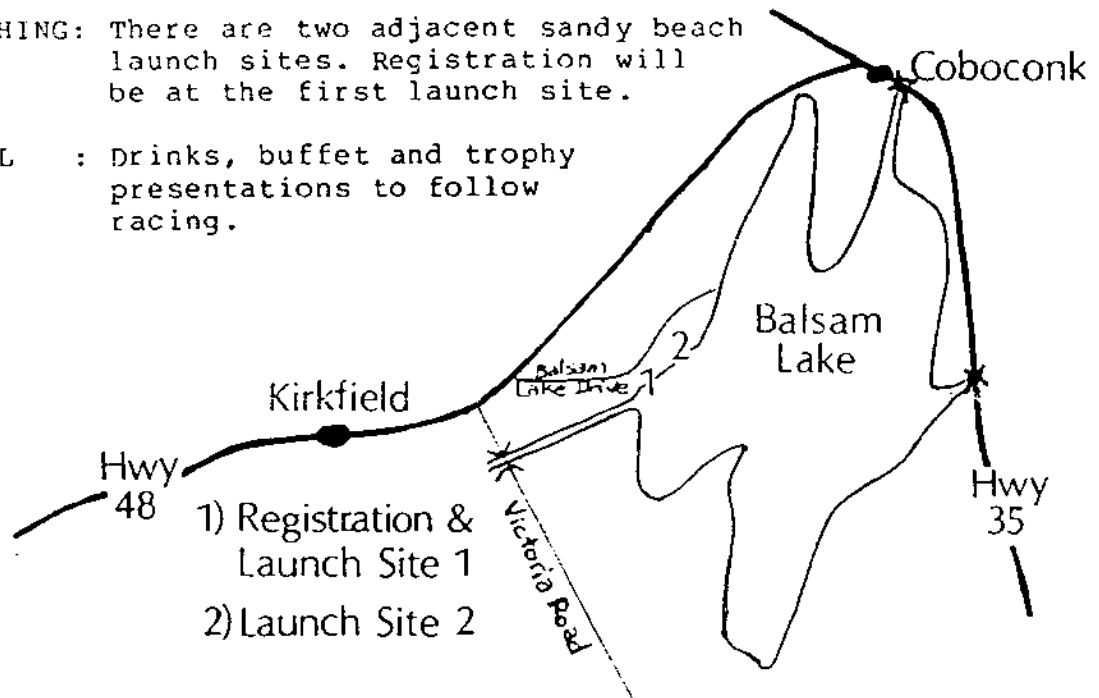 HING: There are two adjacent sandy beach
launch sites. Registration will
be at the first launch site.
L : Drinks, buffet and trophy
presentations to follow
racing.
Coboconk
Balsam
Lake
Balsam
Lake Drive
2
1
Kirkfield
Hwy
48
Hwy
35
Victoria Road
1) Registration &
Launch Site 1
2) Launch Site 2